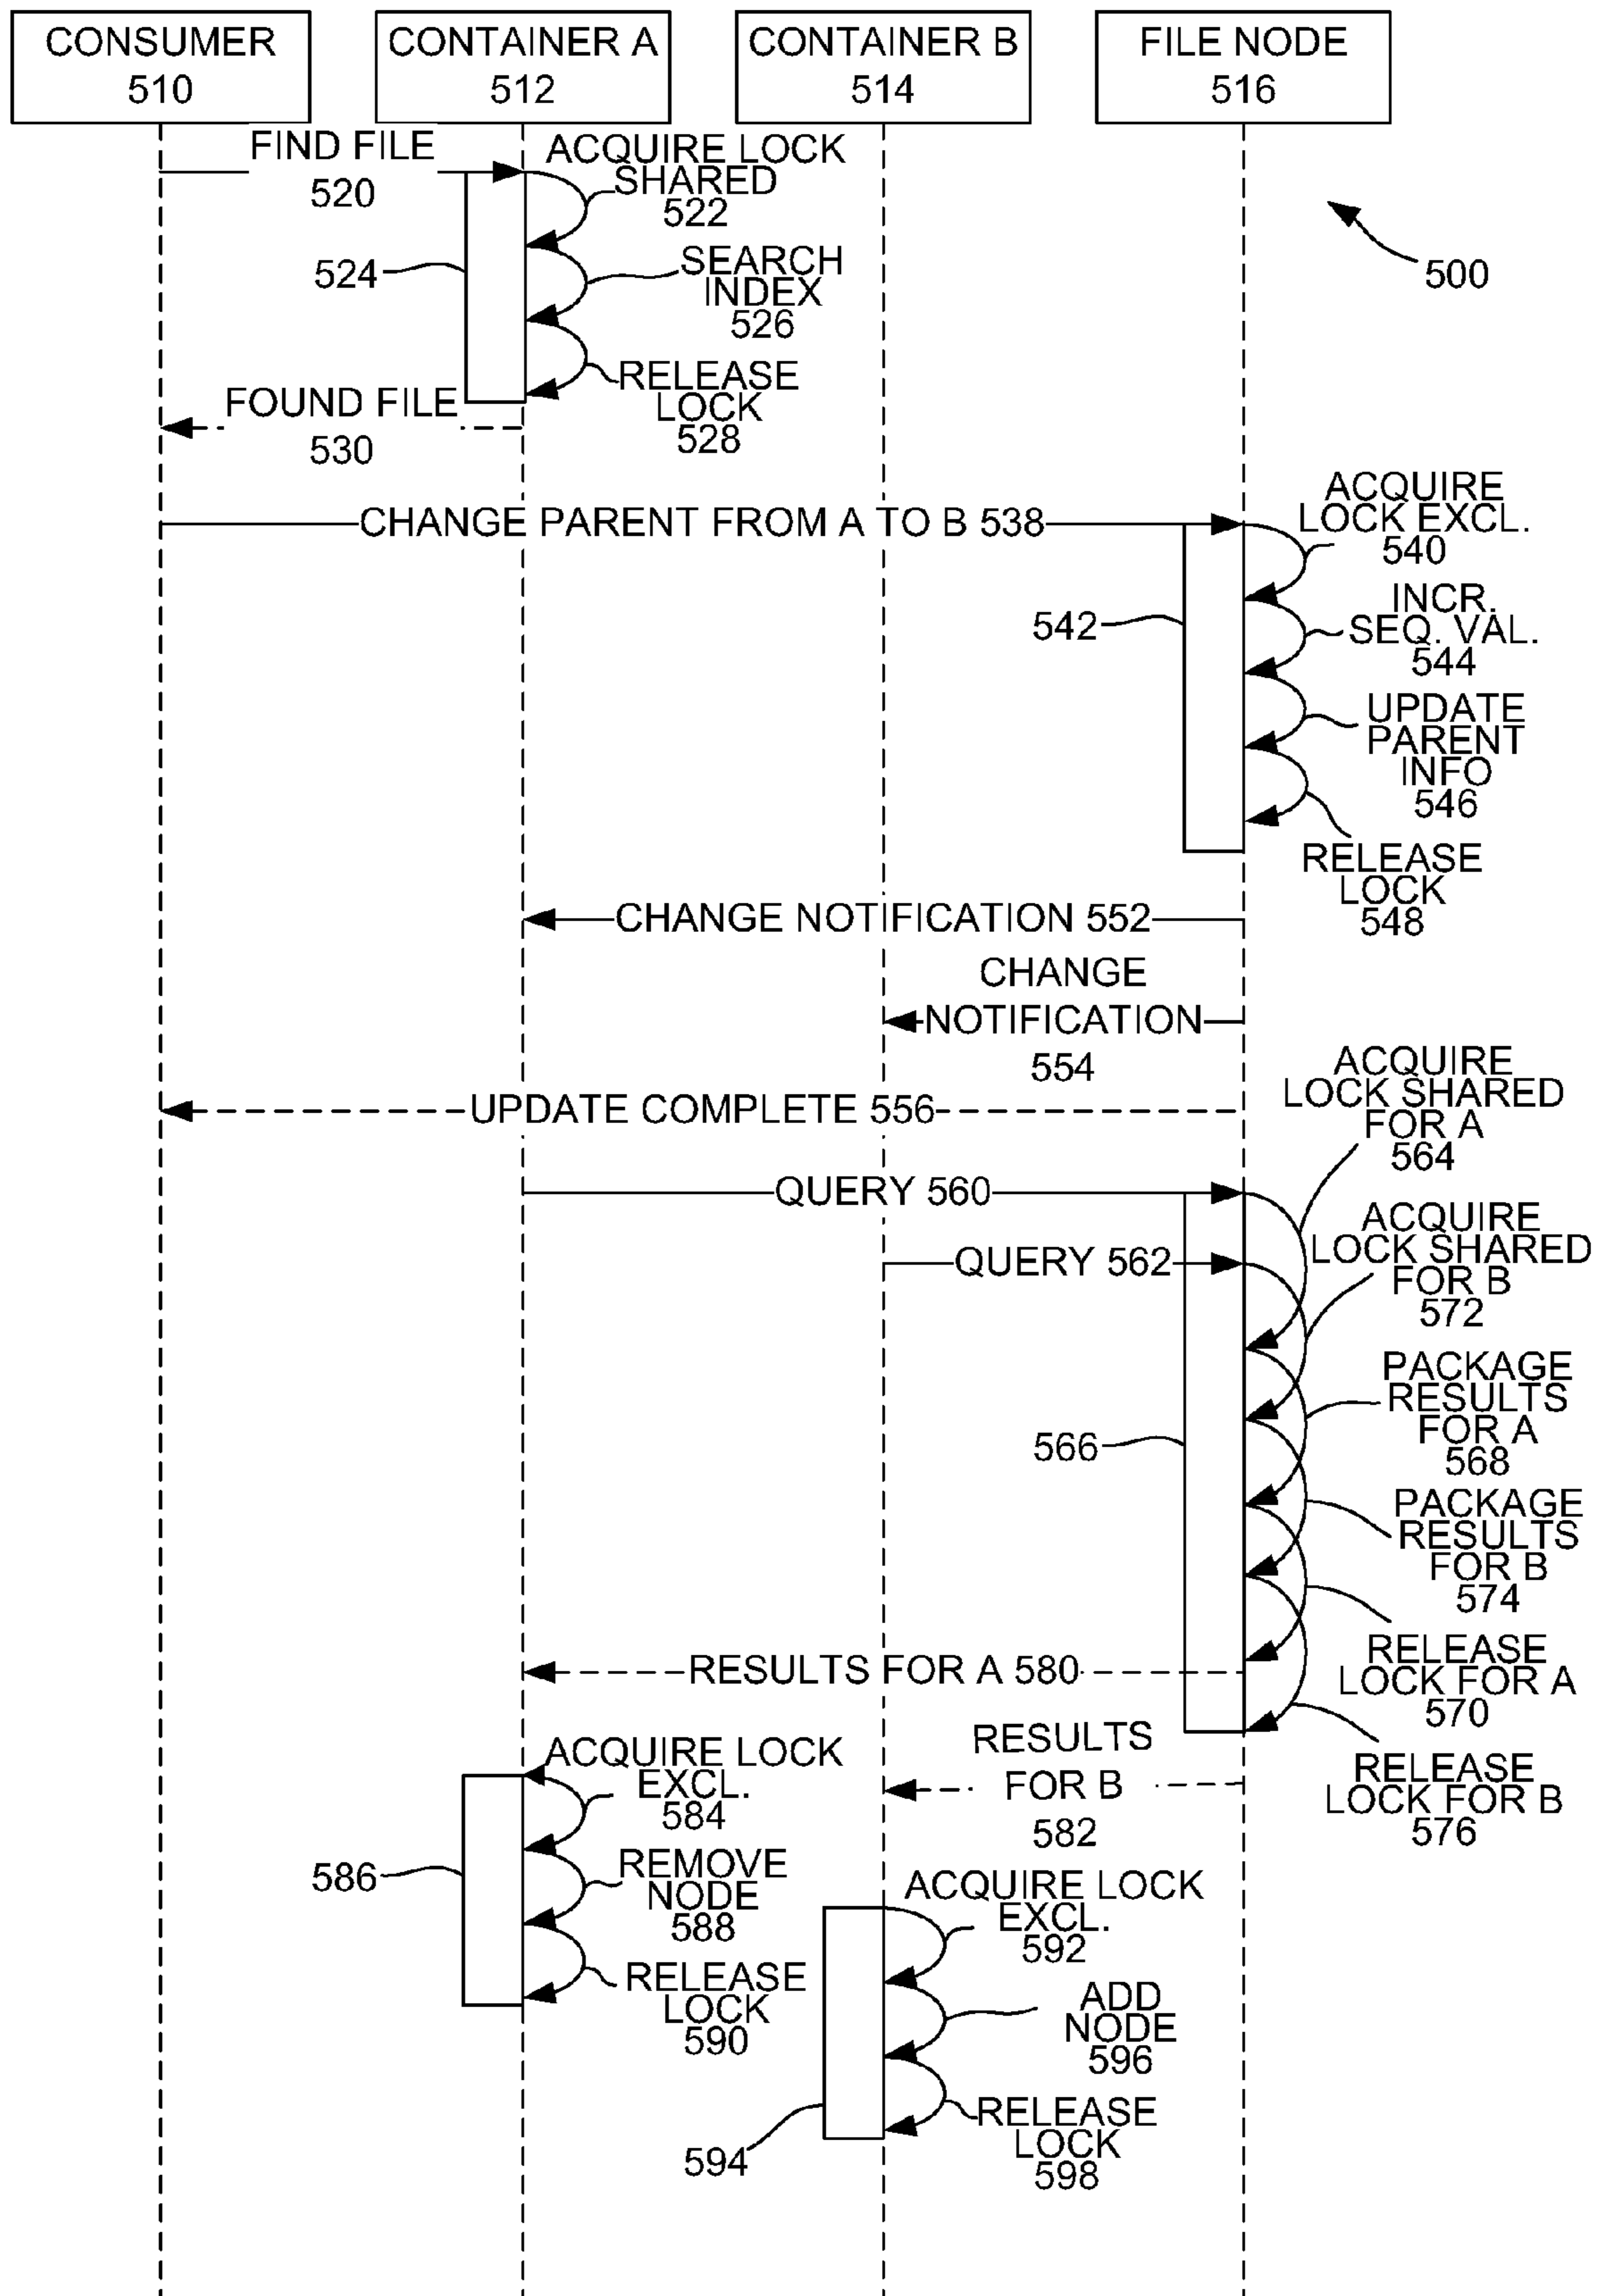 CONSUMER
510
CONTAINER A
512
CONTAINER B
514
FILE NODE
516
FIND FILE
520
ACQUIRE LOCK
SHARED
522
500
524
SEARCH
INDEX
526
RELEASE
LOCK
528
FOUND FILE
530
CHANGE PARENT FROM A TO B 538
ACQUIRE
LOCK EXCL.
540
542
INCR.
SEQ. VAL.
544
UPDATE
PARENT
INFO
546
RELEASE
LOCK
548
CHANGE NOTIFICATION 552
CHANGE
NOTIFICATION
554
UPDATE COMPLETE 556
ACQUIRE
LOCK SHARED
FOR A
564
QUERY 560
ACQUIRE
LOCK SHARED
FOR B
572
QUERY 562
PACKAGE
RESULTS
FOR A
568
566
PACKAGE
RESULTS
FOR B
574
RELEASE
LOCK FOR A
570
RESULTS FOR A 580
RELEASE
LOCK FOR B
576
RESULTS
FOR B
582
ACQUIRE LOCK
EXCL.
584
586
REMOVE
NODE
588
RELEASE
LOCK
590
ACQUIRE LOCK
EXCL.
592
ADD
NODE
596
594
RELEASE
LOCK
598